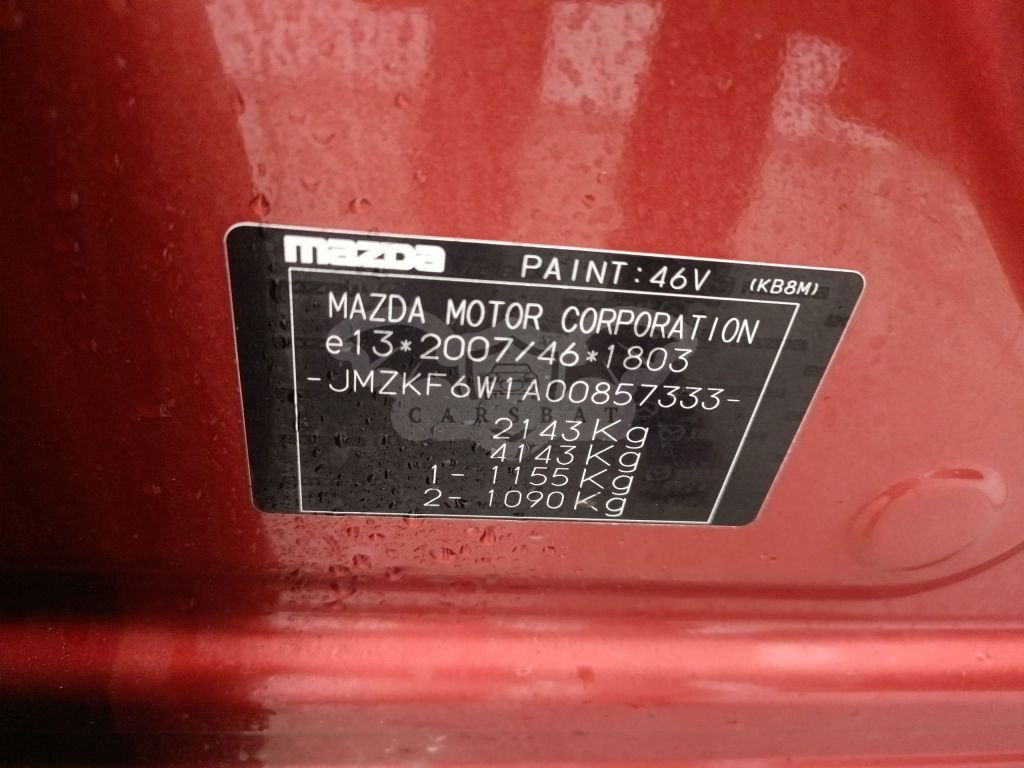 mazda PAINT:46V (KB8M)
MAZDA MOTOR CORPORATION
e13*2007/46*1803
-JMZKF6W1A00857333-
CARSBAT
2143Kg
4143Kg
1- 1155Kg
2- 1090Kg